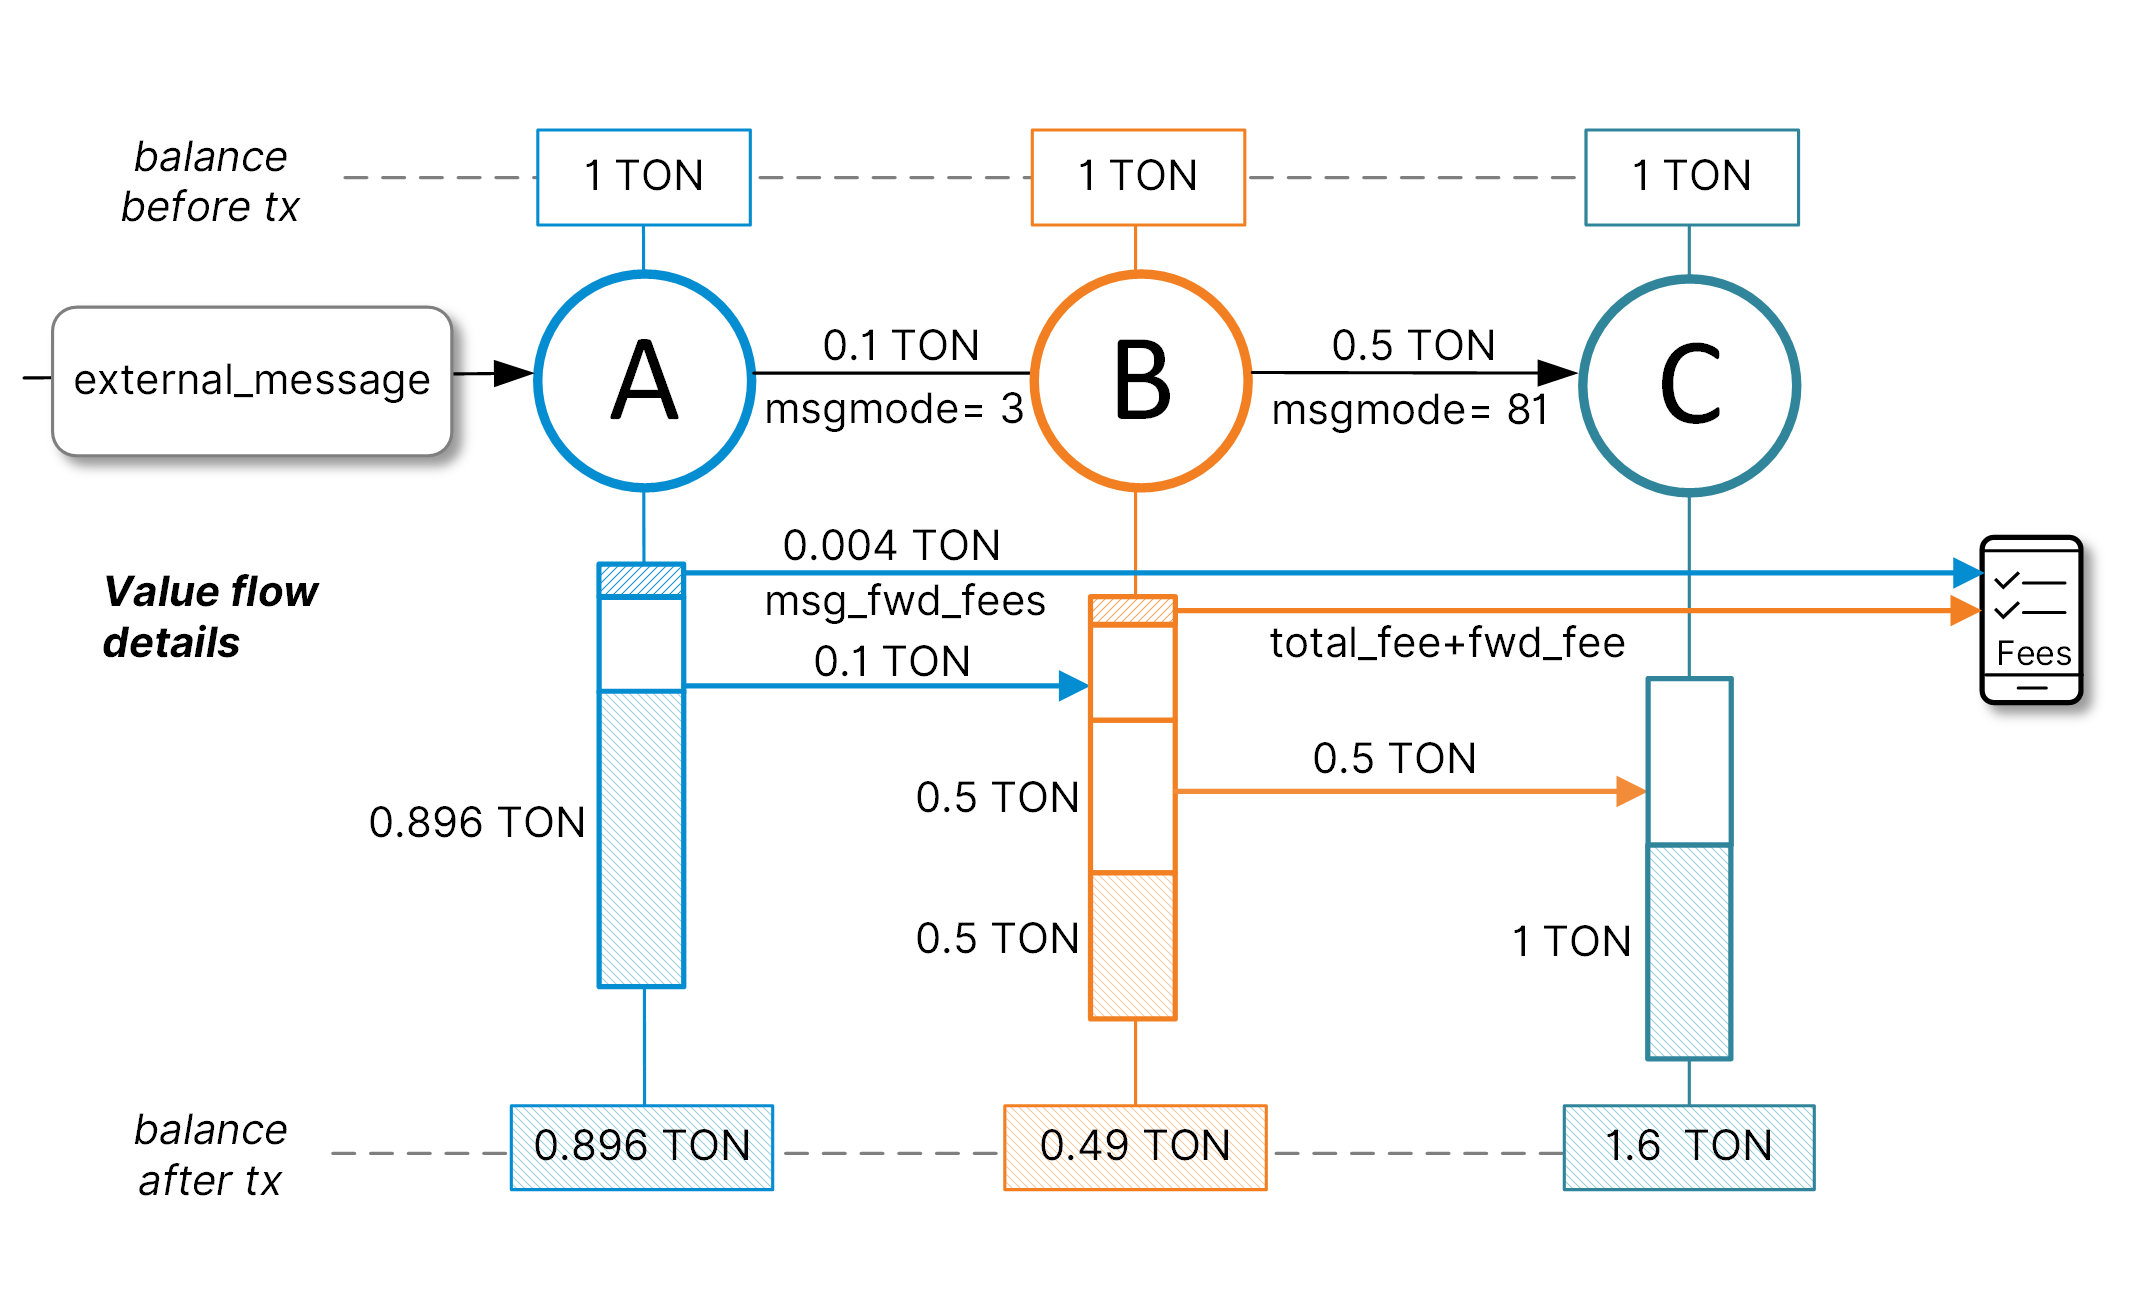 balance
before tx
1 TON
1 TON
1 TON
external_message
A
0.1 TON
msgmode= 3
B
0.5 TON
msgmode= 81
C
Value flow
details
0.004 TON
msg_fwd_fees
total_fee+fwd_fee
Fees
0.1 TON
0.5 TON
0.5 TON
0.896 TON
0.5 TON
1 TON
balance
after tx
0.896 TON
0.49 TON
1.6 TON